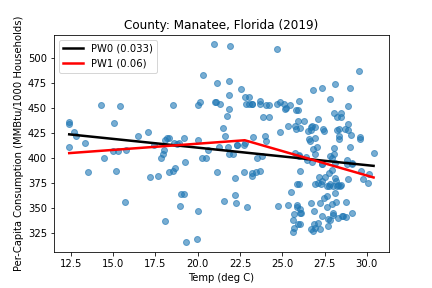 County: Manatee, Florida (2019)
PW0 (0.033)
PW1 (0.06)
Per-Capita Consumption (MMBtu/1000 Households)
500
475
450
425
400
375
350
325
12.5 15.0 17.5 20.0 22.5 25.0 27.5 30.0
Temp (deg C)